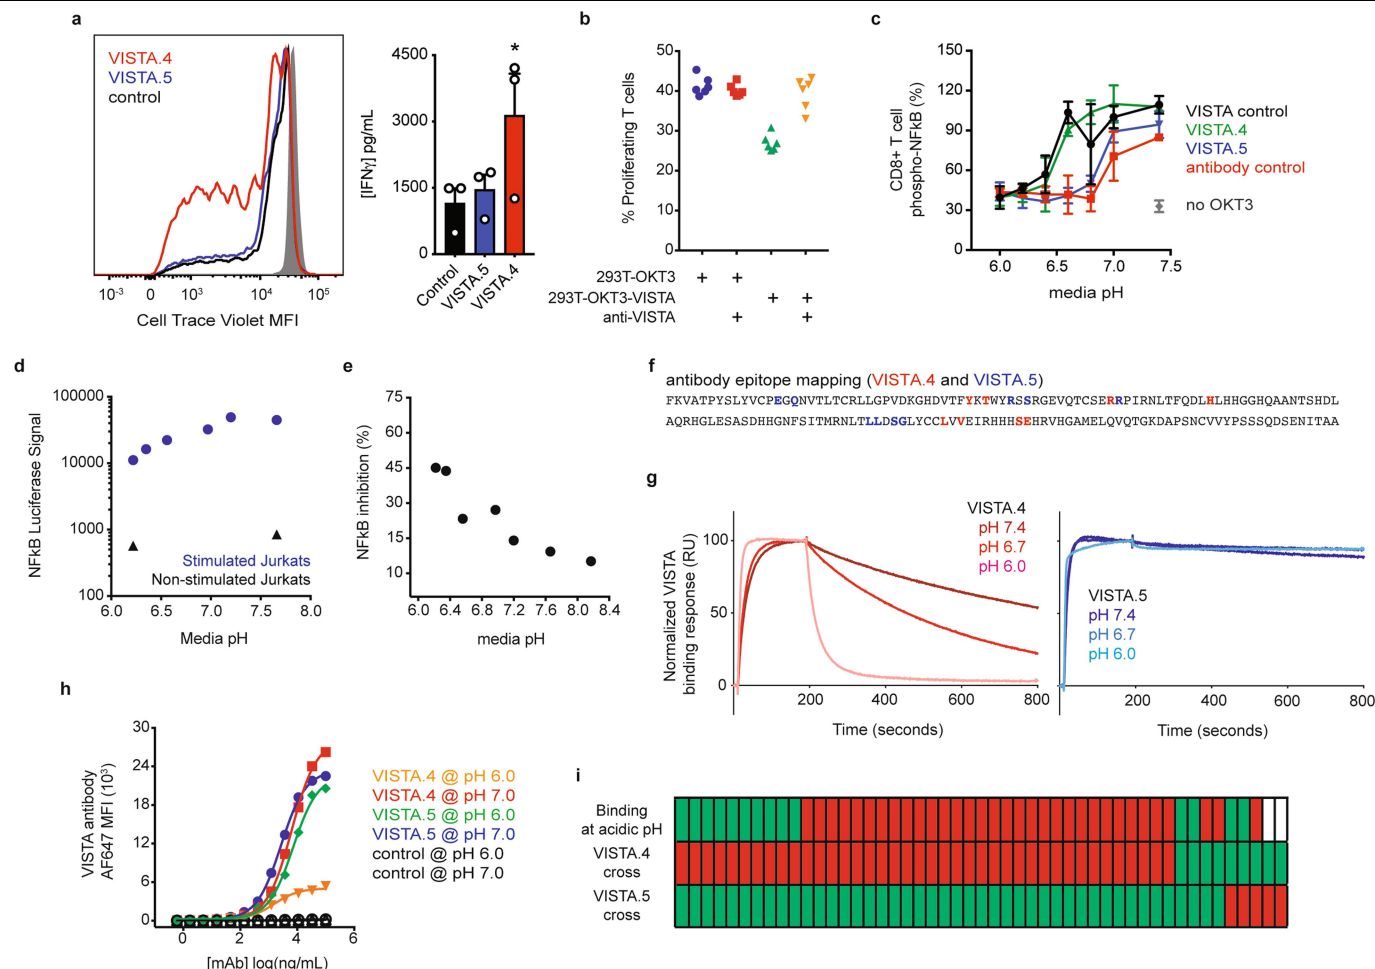 a
VISTA.4
VISTA.5
control
10-3 0 10³ 10⁴ 10⁵
Cell Trace Violet MFI
[IFNγ] pg/mL
4500
3000
1500
0
*
Control
VISTA.5
VISTA.4
b
% Proliferating T cells
50
40
30
20
10
0
293T-OKT3 + +
293T-OKT3-VISTA + +
anti-VISTA + +
c
CD8+ T cell
phospho-NFkB (%)
150
120
90
60
30
0
6.0 6.5 7.0 7.5
media pH
VISTA control
VISTA.4
VISTA.5
antibody control
no OKT3
d
NFkB Luciferase Signal
100000
10000
1000
100
Stimulated Jurkats
Non-stimulated Jurkats
6.0 6.5 7.0 7.5 8.0
Media pH
e
NFkB inhibition (%)
75
60
45
30
15
10
6.0 6.4 6.8 7.2 7.6 8.0 8.4
media pH
f
antibody epitope mapping (VISTA.4 and VISTA.5)
FKVATPYSLYVCPEGQNVTLTCRLLGPVDKGHDVTFYKTWYRSSRGEVQTCSERRPIRNLTFQDLHLHHGGHQAANTSHDL
AQRHGLESASDHHGNFSITMRNLTLLDSGLYCCLVVEIRHHHSEHRVHGAMELQVQTGKDAPSNCVVYPSSSQDSENITAA
g
Normalized VISTA
binding response (RU)
100
50
0
VISTA.4
pH 7.4
pH 6.7
pH 6.0
200 400 600 800
Time (seconds)
VISTA.5
pH 7.4
pH 6.7
pH 6.0
200 400 600 800
Time (seconds)
h
VISTA antibody
AF647 MFI (10³)
30
24
18
12
6
0
0 2 4 6
[mAb] log(ng/mL)
VISTA.4 @ pH 6.0
VISTA.4 @ pH 7.0
VISTA.5 @ pH 6.0
VISTA.5 @ pH 7.0
control @ pH 6.0
control @ pH 7.0
i
Binding
at acidic pH
VISTA.4
cross
VISTA.5
cross